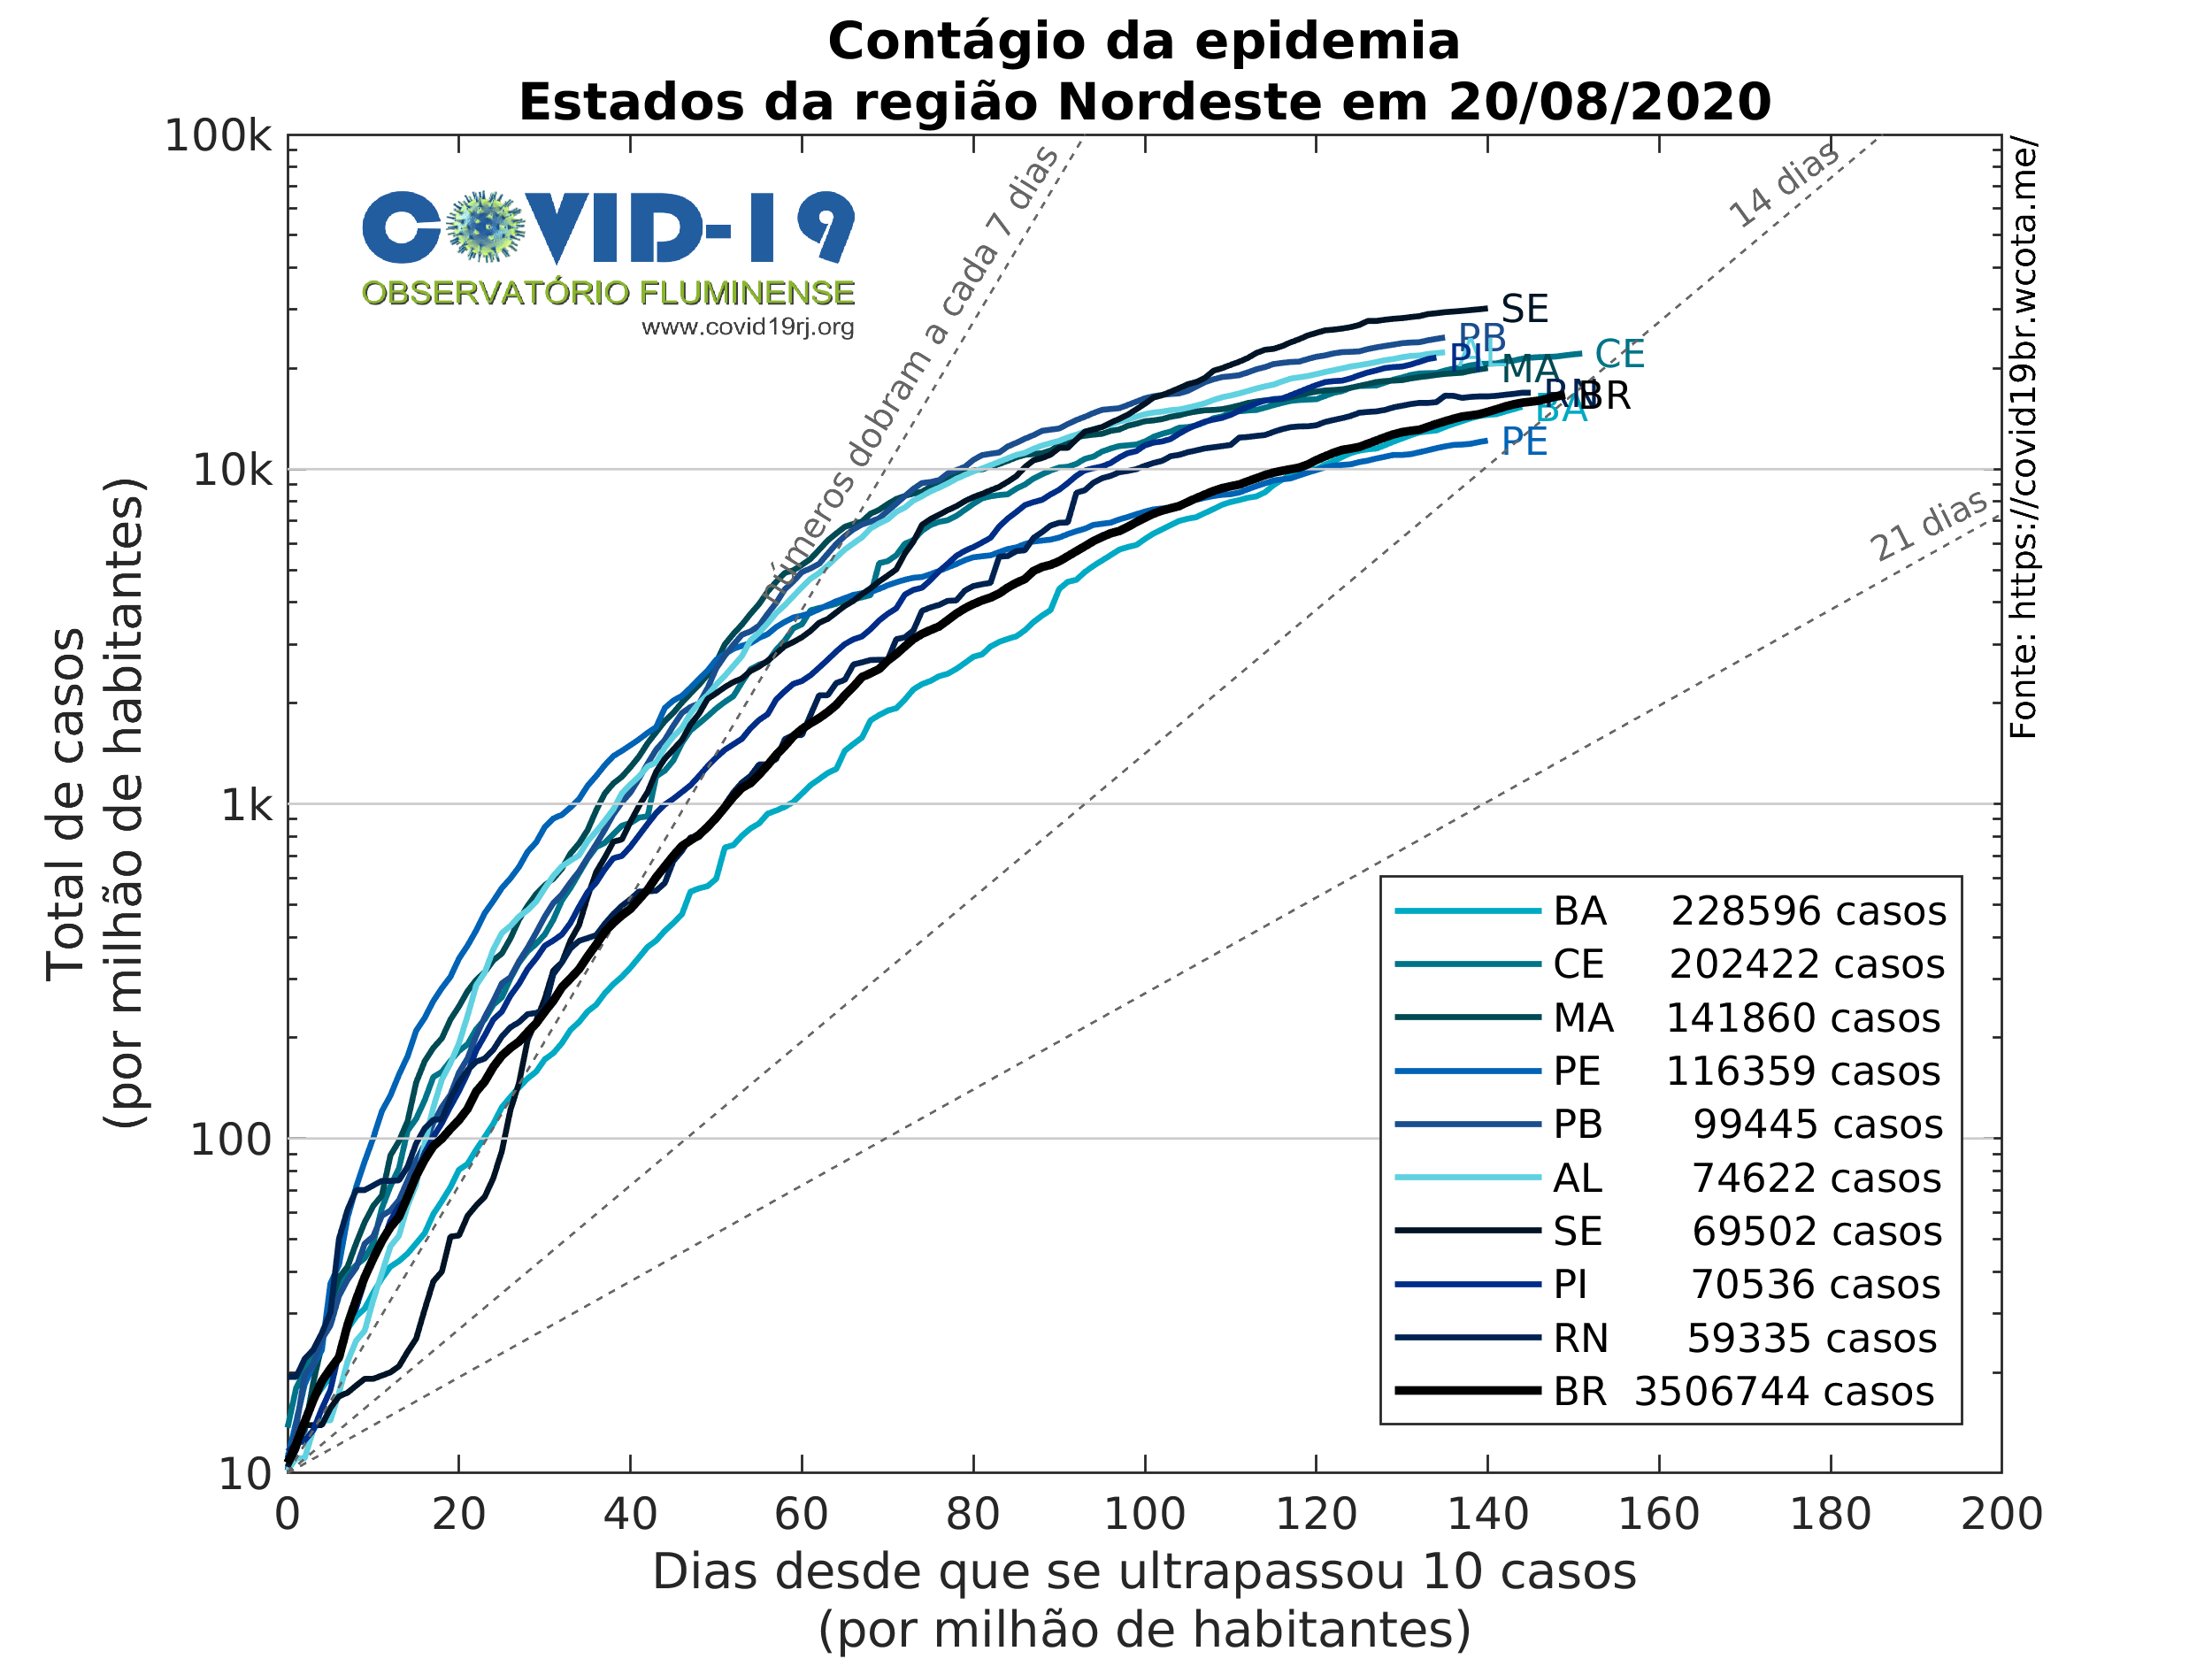 Contágio da epidemia
Estados da região Nordeste em 20/08/2020
COVID-19
OBSERVATÓRIO FLUMINENSE
www.covid19rj.org
Números dobram a cada 7 dias
14 dias
21 dias
Fonte: https://covid19br.wcota.me/
Total de casos
(por milhão de habitantes)
100k
10k
1k
100
10
SE
PB
AL
PI
CE
MA
RN
BR
BA
PE
BA 228596 casos
CE 202422 casos
MA 141860 casos
PE 116359 casos
PB 99445 casos
AL 74622 casos
SE 69502 casos
PI 70536 casos
RN 59335 casos
BR 3506744 casos
0 20 40 60 80 100 120 140 160 180 200
Dias desde que se ultrapassou 10 casos
(por milhão de habitantes)